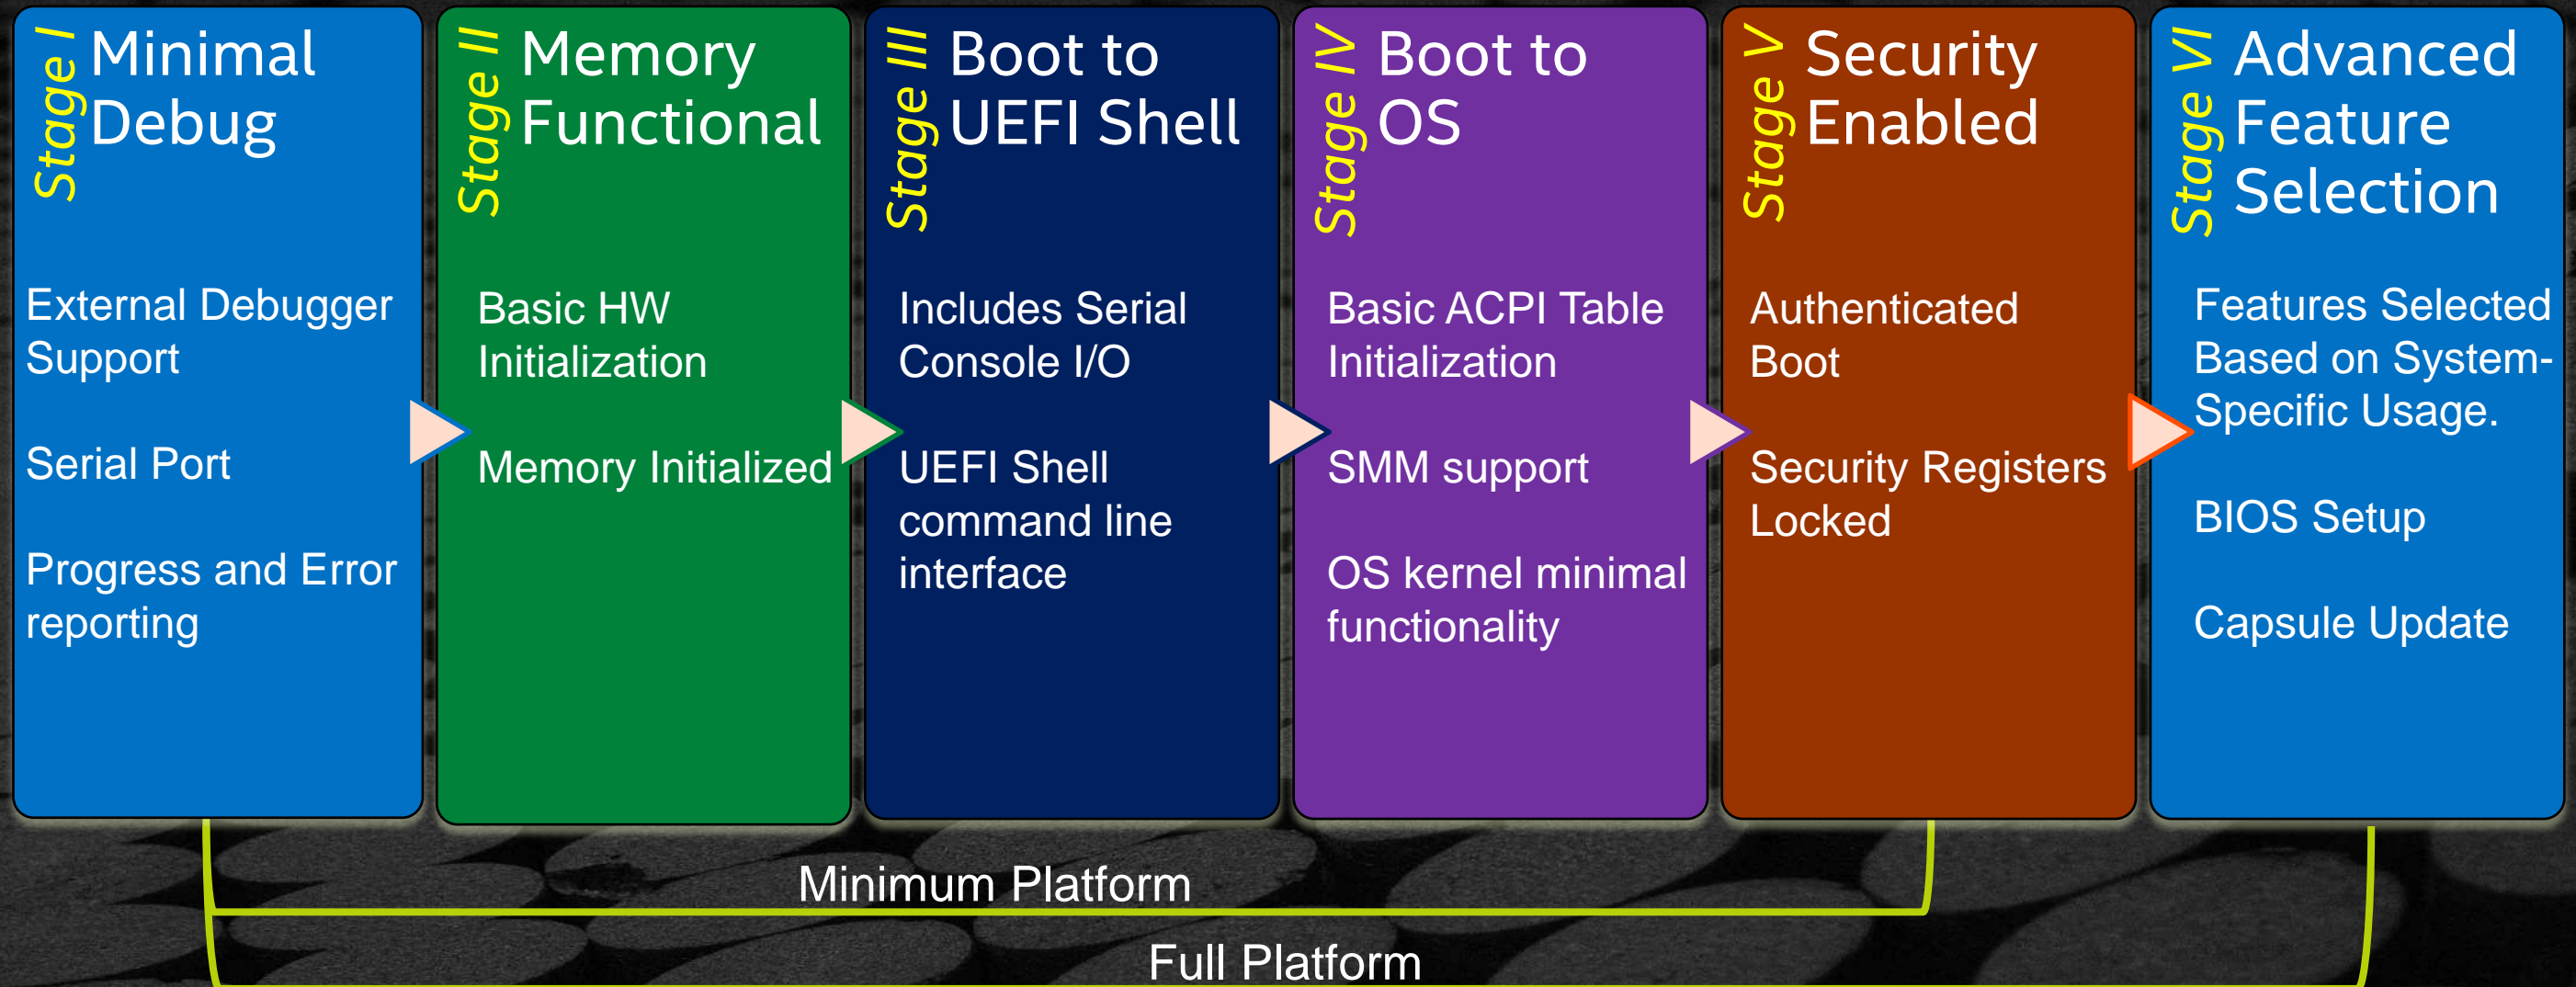 Stage I
Minimal
Debug
External Debugger
Support
Serial Port
Progress and Error
reporting
Stage II
Memory
Functional
Basic HW
Initialization
Memory Initialized
Stage III
Boot to
UEFI Shell
Includes Serial
Console I/O
UEFI Shell
command line
interface
Stage IV
Boot to
OS
Basic ACPI Table
Initialization
SMM support
OS kernel minimal
functionality
Stage V
Security
Enabled
Authenticated
Boot
Security Registers
Locked
Stage VI
Advanced
Feature
Selection
Features Selected
Based on System-
Specific Usage.
BIOS Setup
Capsule Update
Minimum Platform
Full Platform